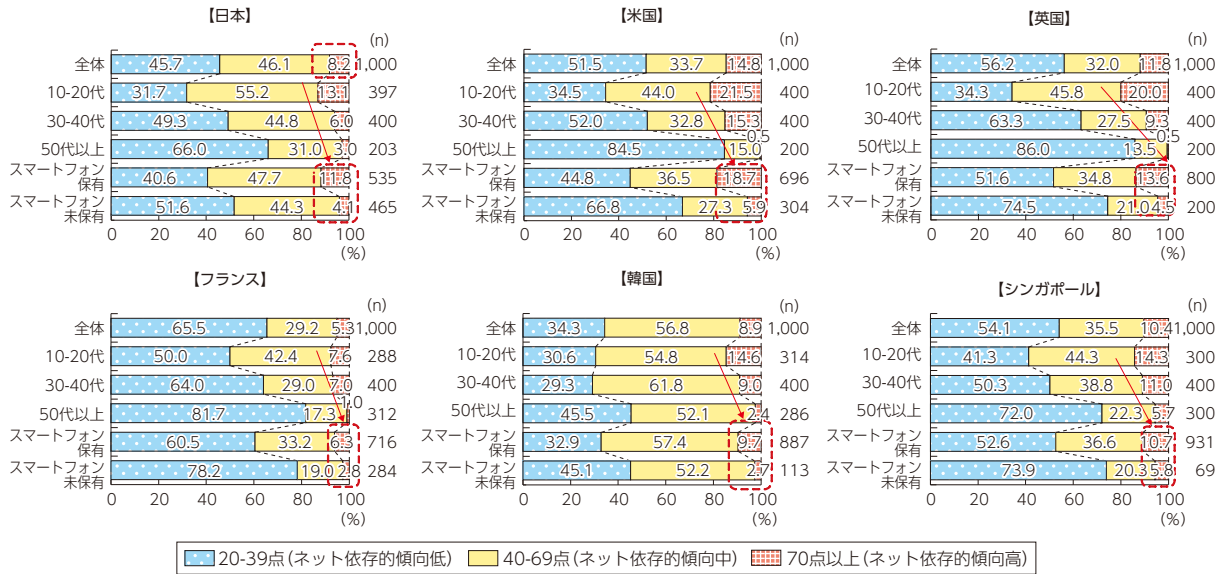 【日本】
(n)
全体 45.7 46.1 8.2 1,000
10-20代 31.7 55.2 13.1 397
30-40代 49.3 44.8 6.0 400
50代以上 66.0 31.0 3.0 203
スマートフォン
保有 40.6 47.7 11.8 535
スマートフォン
未保有 51.6 44.3 4.1 465
0 20 40 60 80 100
(%)
【米国】
(n)
全体 51.5 33.7 14.8 1,000
10-20代 34.5 44.0 21.5 400
30-40代 52.0 32.8 15.3 400
0.5
50代以上 84.5 15.0 200
スマートフォン
保有 44.8 36.5 18.7 696
スマートフォン
未保有 66.8 27.3 5.9 304
0 20 40 60 80 100
(%)
【英国】
(n)
全体 56.2 32.0 11.8 1,000
10-20代 34.3 45.8 20.0 400
30-40代 63.3 27.5 9.3 400
0.5
50代以上 86.0 13.5 200
スマートフォン
保有 51.6 34.8 13.6 800
スマートフォン
未保有 74.5 21.0 4.5 200
0 20 40 60 80 100
(%)
【フランス】
(n)
全体 65.5 29.2 5.3 1,000
10-20代 50.0 42.4 7.6 288
30-40代 64.0 29.0 7.0 400
1.0
50代以上 81.7 17.3 312
スマートフォン
保有 60.5 33.2 6.3 716
スマートフォン
未保有 78.2 19.0 2.8 284
0 20 40 60 80 100
(%)
【韓国】
(n)
全体 34.3 56.8 8.9 1,000
10-20代 30.6 54.8 14.6 314
30-40代 29.3 61.8 9.0 400
50代以上 45.5 52.1 2.4 286
スマートフォン
保有 32.9 57.4 9.7 887
スマートフォン
未保有 45.1 52.2 2.7 113
0 20 40 60 80 100
(%)
【シンガポール】
(n)
全体 54.1 35.5 10.4 1,000
10-20代 41.3 44.3 14.3 300
30-40代 50.3 38.8 11.0 400
50代以上 72.0 22.3 5.7 300
スマートフォン
保有 52.6 36.6 10.7 931
スマートフォン
未保有 73.9 20.3 5.8 69
0 20 40 60 80 100
(%)
20-39点(ネット依存的傾向低) 40-69点(ネット依存的傾向中) 70点以上(ネット依存的傾向高)